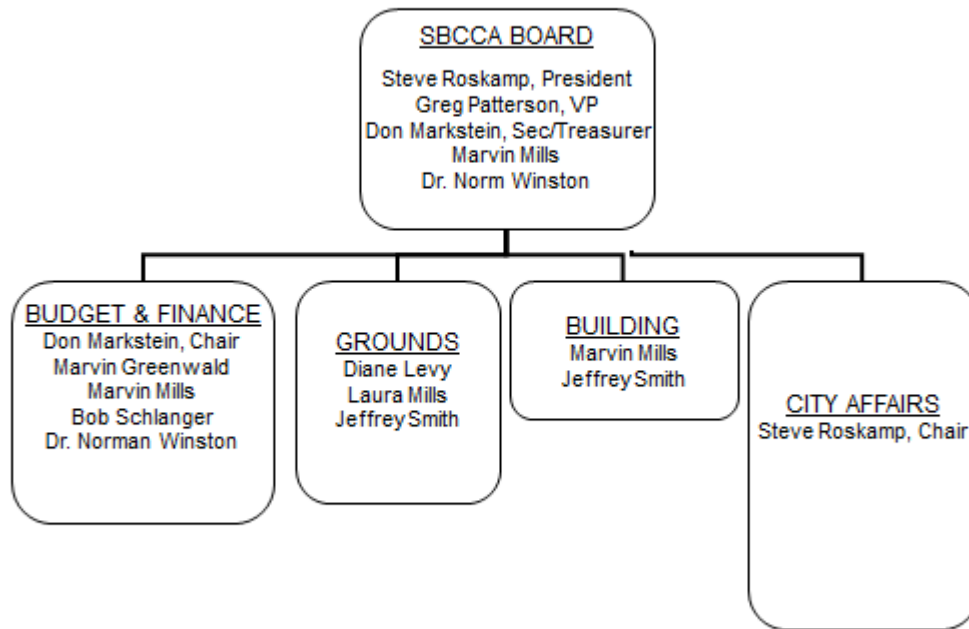 SBCCA BOARD
Steve Roskamp, President
Greg Patterson, VP
Don Markstein, Sec/Treasurer
Marvin Mills
Dr. Norm Winston
BUDGET & FINANCE
Don Markstein, Chair
Marvin Greenwald
Marvin Mills
Bob Schlanger
Dr. Norman Winston
GROUNDS
Diane Levy
Laura Mills
Jeffrey Smith
BUILDING
Marvin Mills
Jeffrey Smith
CITY AFFAIRS
Steve Roskamp, Chair